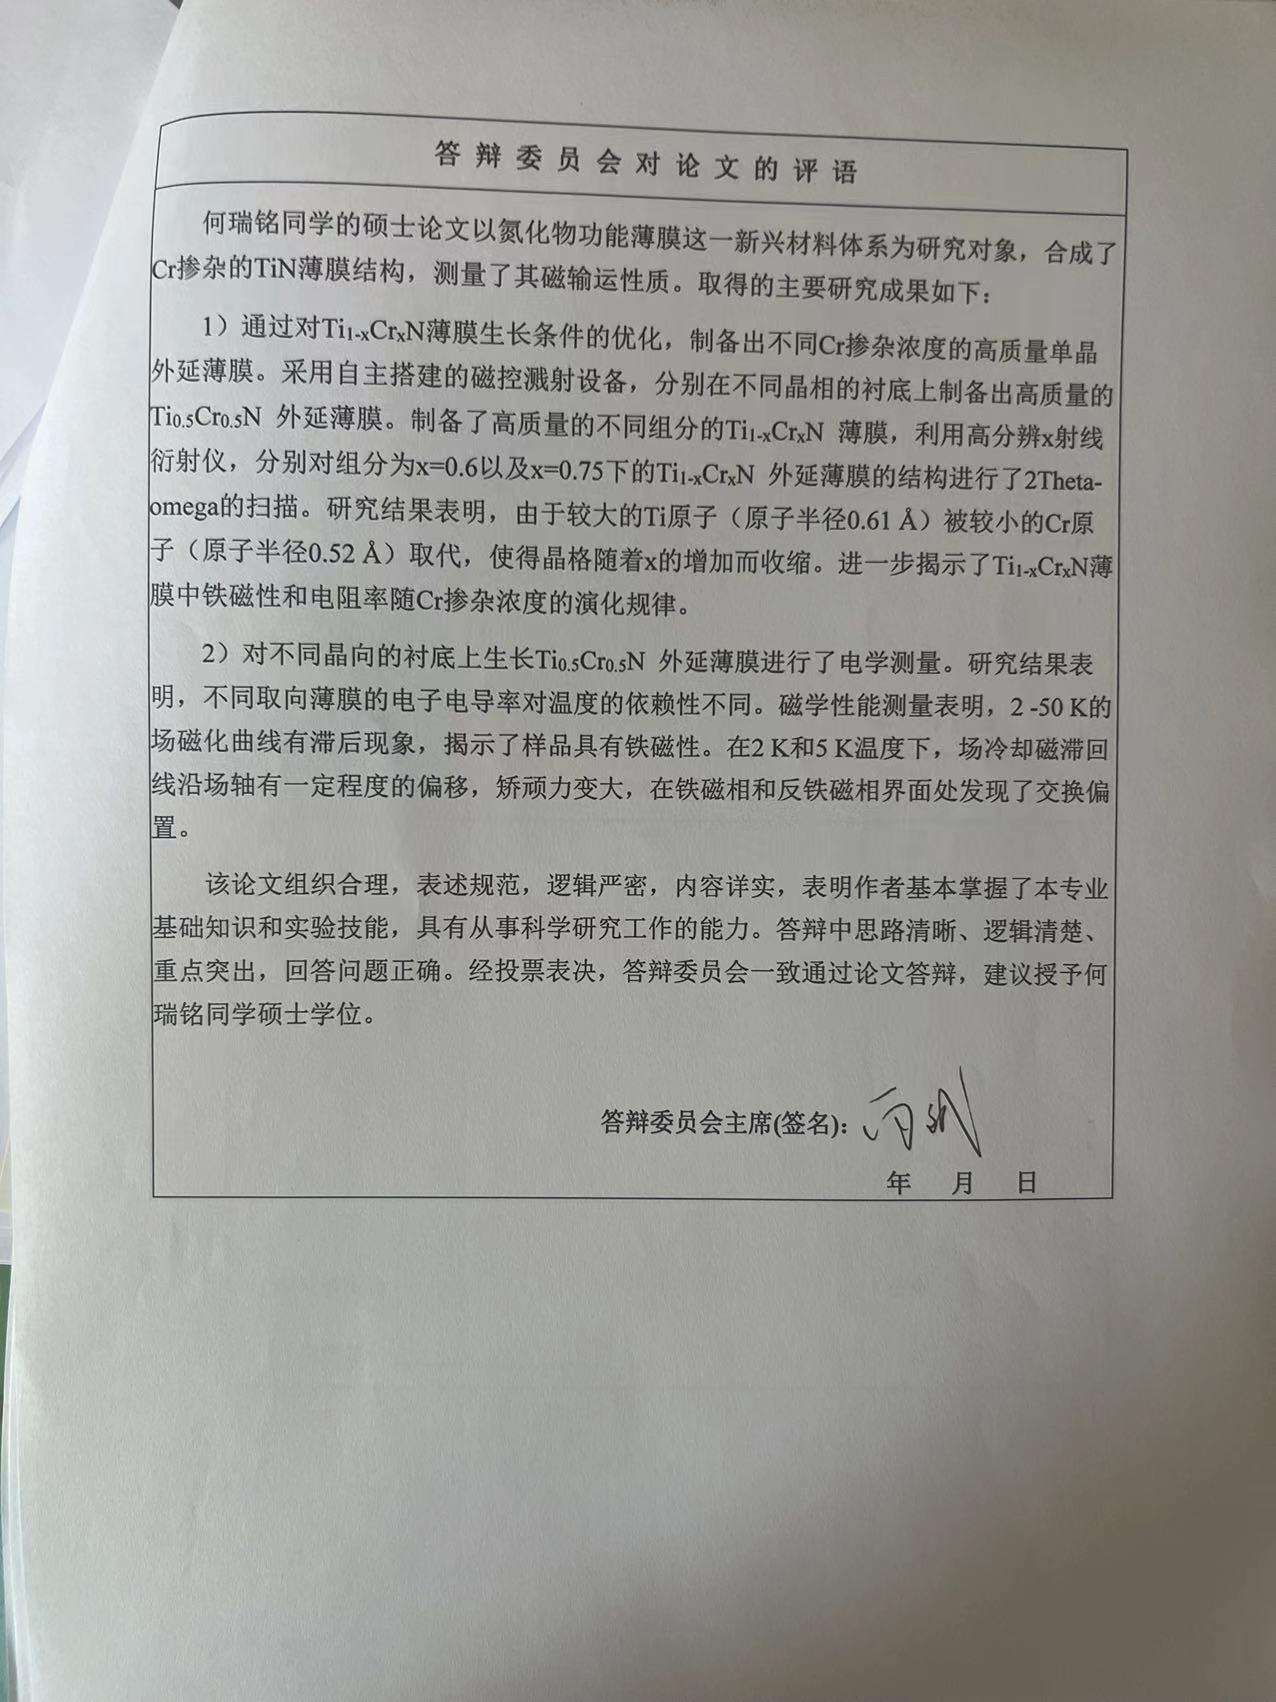 答辩委员会对论文的评语
何瑞铭同学的硕士论文以氮化物功能薄膜这一新兴材料体系为研究对象，合成了
Cr掺杂的TiN薄膜结构，测量了其磁输运性质。取得的主要研究成果如下：
1）通过对Ti1-xCrxN薄膜生长条件的优化，制备出不同Cr掺杂浓度的高质量单晶
外延薄膜。采用自主搭建的磁控溅射设备，分别在不同晶相的衬底上制备出高质量的
Ti0.5Cr0.5N 外延薄膜。制备了高质量的不同组分的Ti1-xCrxN 薄膜，利用高分辨x射线
衍射仪，分别对组分为x=0.6以及x=0.75下的Ti1-xCrxN 外延薄膜的结构进行了2Theta-
omega的扫描。研究结果表明，由于较大的Ti原子（原子半径0.61 Å）被较小的Cr原
子（原子半径0.52 Å）取代，使得晶格随着x的增加而收缩。进一步揭示了Ti1-xCrxN薄
膜中铁磁性和电阻率随Cr掺杂浓度的演化规律。
2）对不同晶向的衬底上生长Ti0.5Cr0.5N 外延薄膜进行了电学测量。研究结果表
明，不同取向薄膜的电子电导率对温度的依赖性不同。磁学性能测量表明，2 -50 K的
场磁化曲线有滞后现象，揭示了样品具有铁磁性。在2 K和5 K温度下，场冷却磁滞回
线沿场轴有一定程度的偏移，矫顽力变大，在铁磁相和反铁磁相界面处发现了交换偏
置。
该论文组织合理，表述规范，逻辑严密，内容详实，表明作者基本掌握了本专业
基础知识和实验技能，具有从事科学研究工作的能力。答辩中思路清晰、逻辑清楚、
重点突出，回答问题正确。经投票表决，答辩委员会一致通过论文答辩，建议授予何
瑞铭同学硕士学位。
答辩委员会主席(签名)：
年 月 日